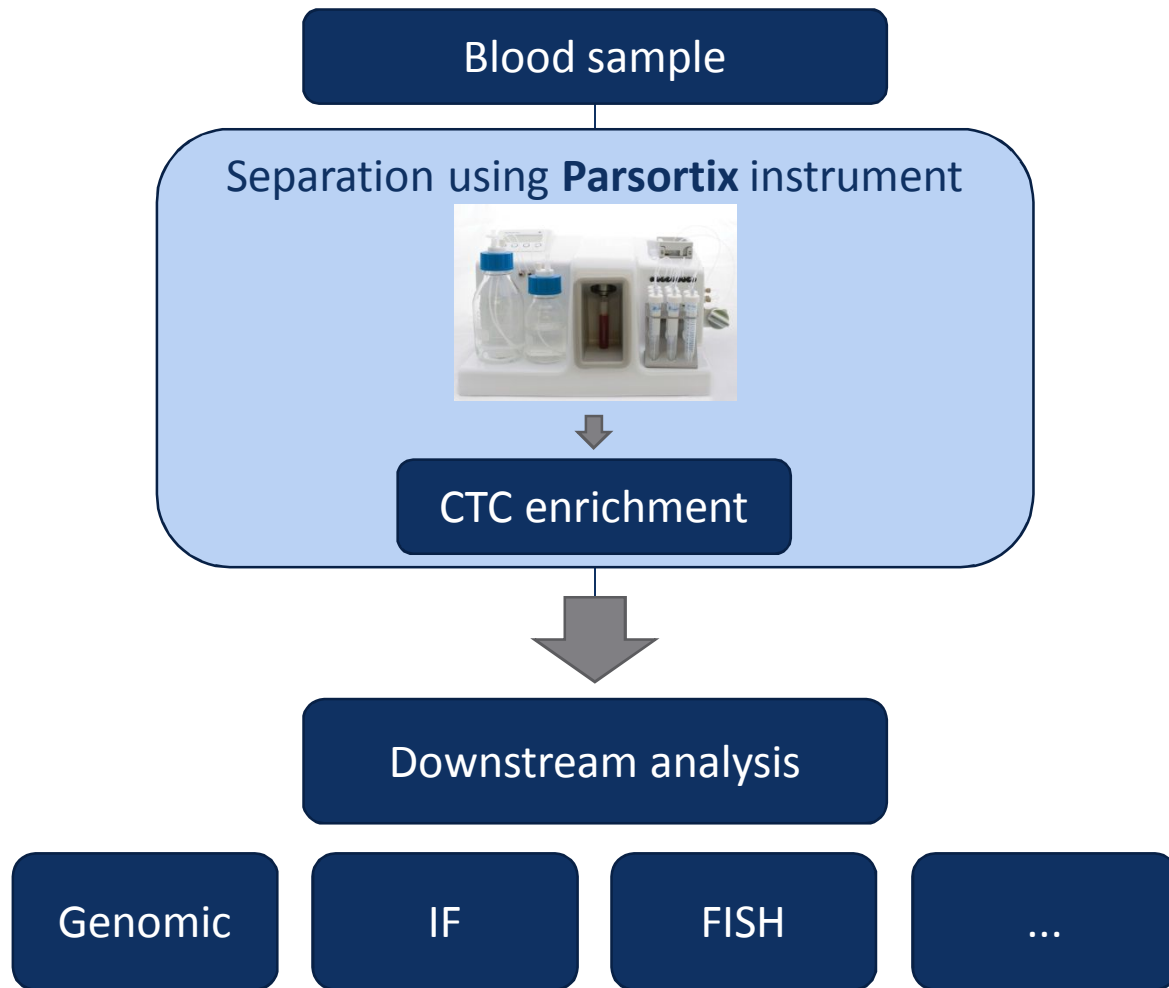 Blood sample
Separation using Parsortix instrument
CTC enrichment
Downstream analysis
Genomic
IF
FISH
...